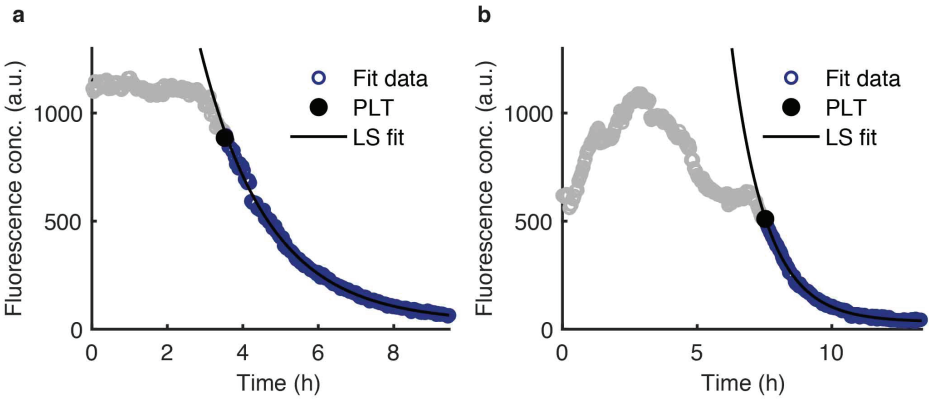 a
Fluorescence conc. (a.u.)
1000
500
0
0 2 4 6 8
Time (h)
Fit data
PLT
LS fit
b
Fluorescence conc. (a.u.)
1000
500
0
0 5 10
Time (h)
Fit data
PLT
LS fit